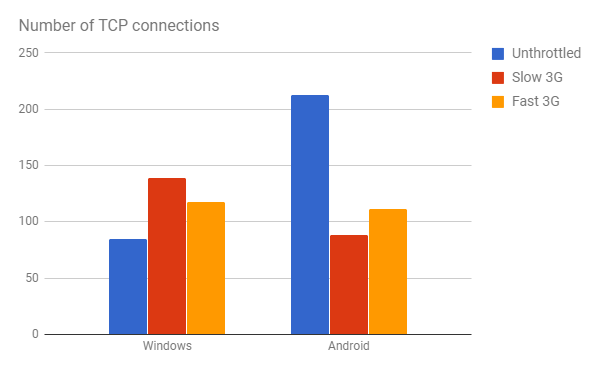 Number of TCP connections
250
200
150
100
50
0
Windows
Android
Unthrottled
Slow 3G
Fast 3G